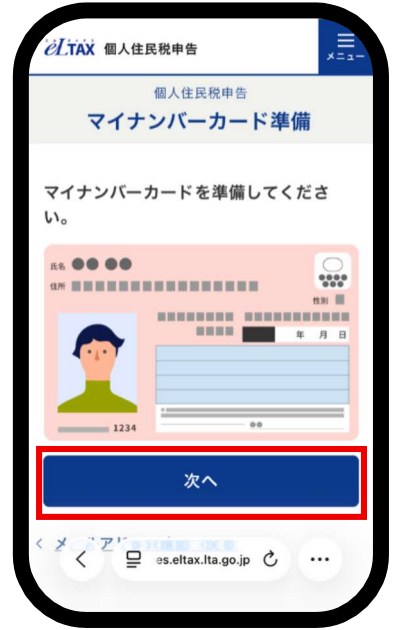 eLTAX 個人住民税申告
メニュー
個人住民税申告
マイナンバーカード準備
マイナンバーカードを準備してくださ
い。
氏名
住所
性別
年 月 日
1234
次へ
es.eltax.lta.go.jp